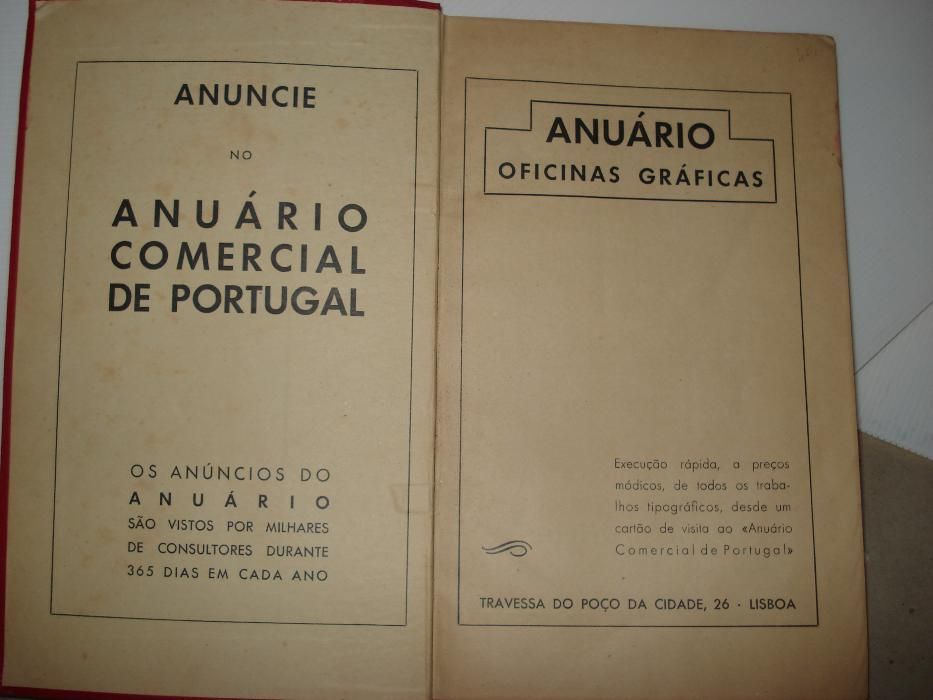 ANUNCIE
NO
ANUÁRIO
COMERCIAL
DE PORTUGAL
OS ANÚNCIOS DO
ANUÁRIO
SÃO VISTOS POR MILHARES
DE CONSULTORES DURANTE
365 DIAS EM CADA ANO
ANUÁRIO
OFICINAS GRÁFICAS
Execução rápida, a preços
módicos, de todos os traba-
lhos tipográficos, desde um
cartão de visita ao «Anuário
Comercial de Portugal»
TRAVESSA DO POÇO DA CIDADE, 26 · LISBOA